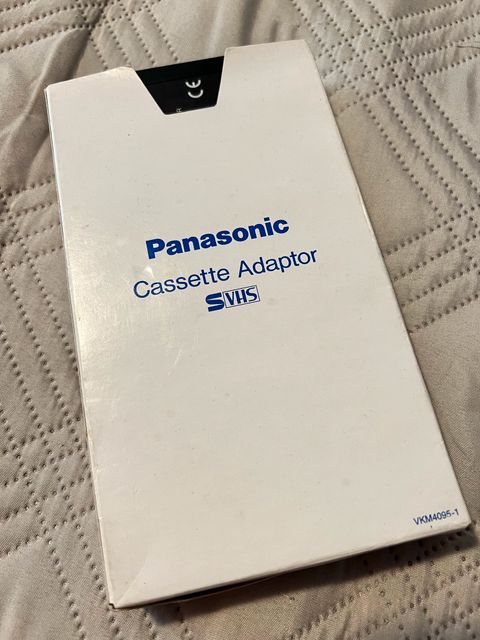 CE
R
Panasonic
Cassette Adaptor
SVHS
VKM4095-1